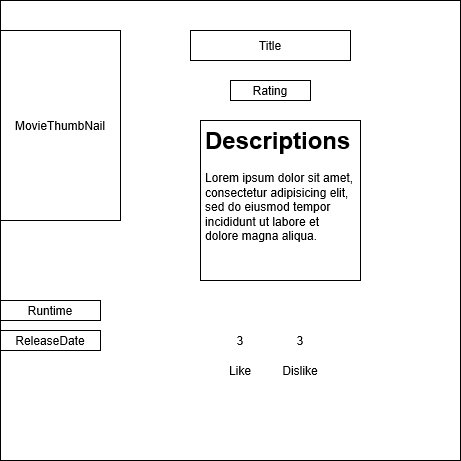 Title
Rating
MovieThumbNail
Descriptions
Lorem ipsum dolor sit amet,
consectetur adipisicing elit,
sed do eiusmod tempor
incididunt ut labore et
dolore magna aliqua.
Runtime
ReleaseDate
3 3
Like Dislike